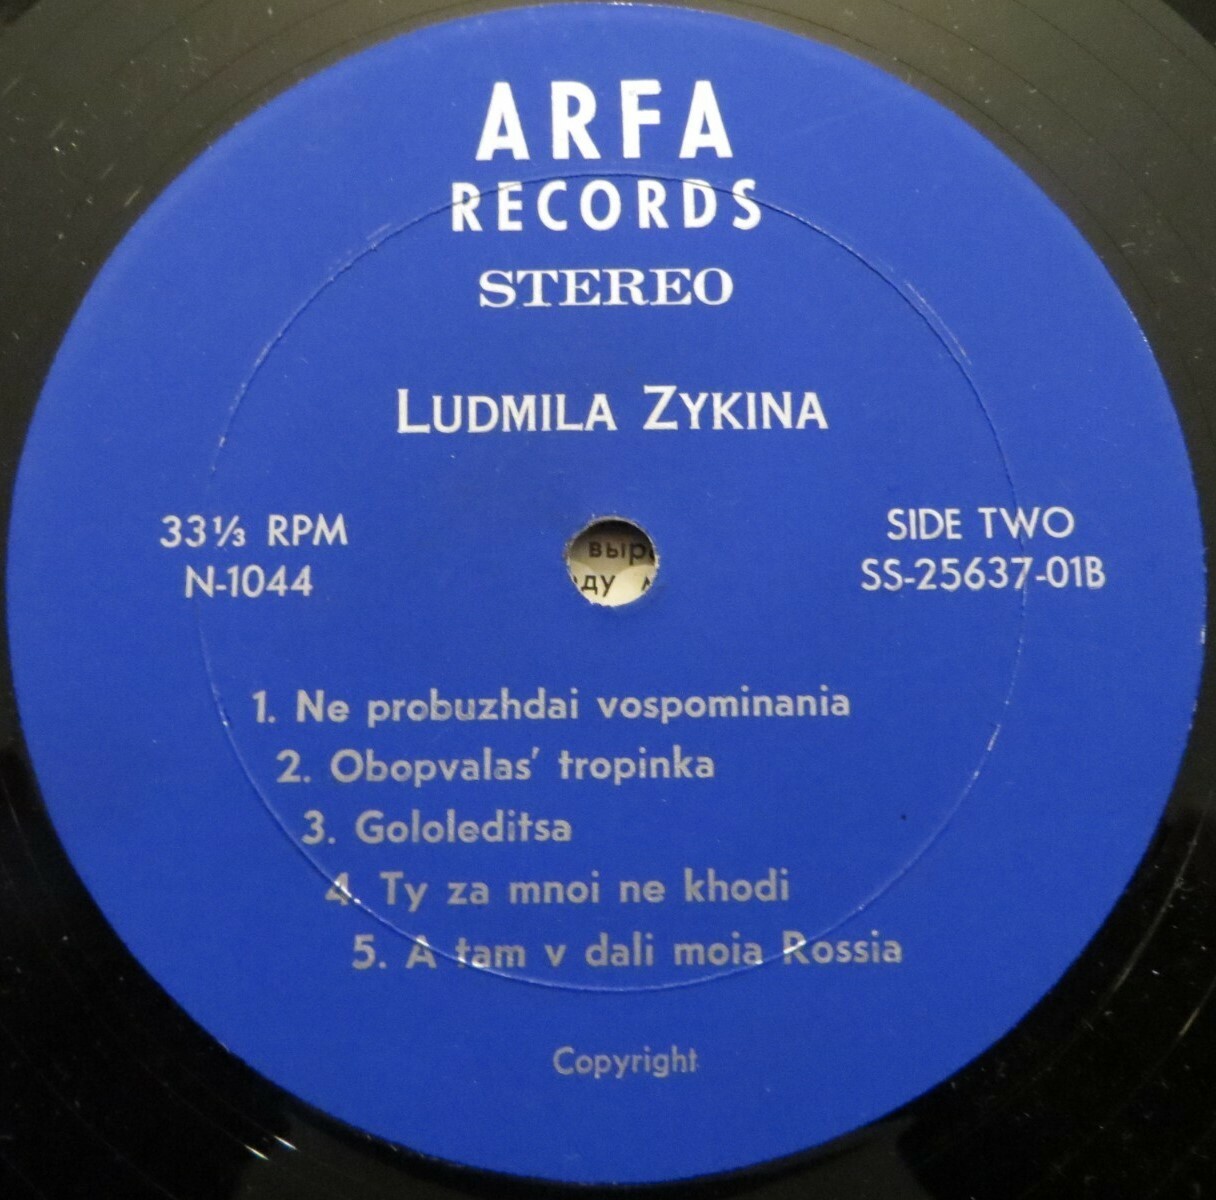 ARFA
RECORDS
STEREO
LUDMILA ZYKINA
33⅓ RPM
N-1044
SIDE TWO
SS-25637-01B
1. Ne probuzhdai vospominania
2. Obopvalas' tropinka
3. Gololeditsa
4. Ty za mnoi ne khodi
5. A tam v dali moia Rossia
Copyright